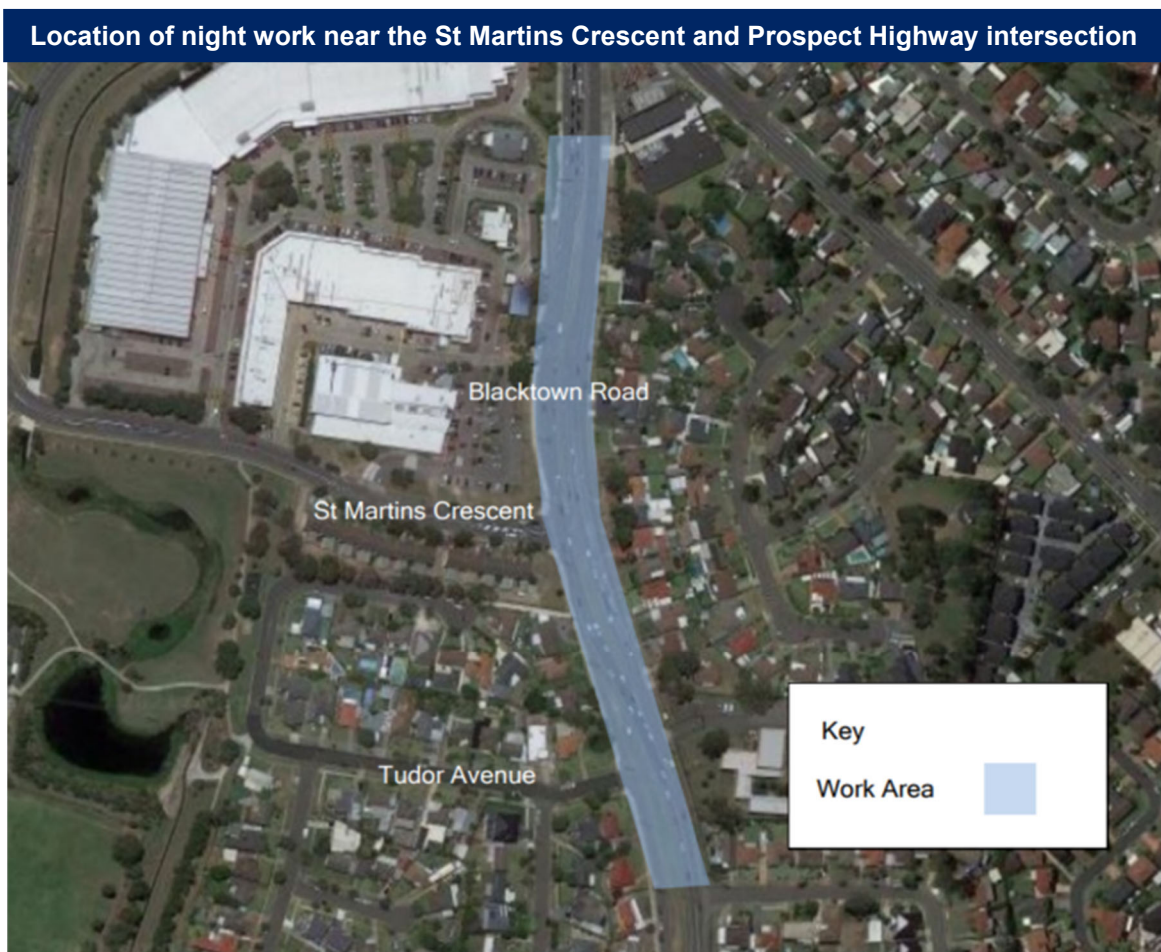 Location of night work near the St Martins Crescent and Prospect Highway intersection
Blacktown Road
St Martins Crescent
Tudor Avenue
Key
Work Area